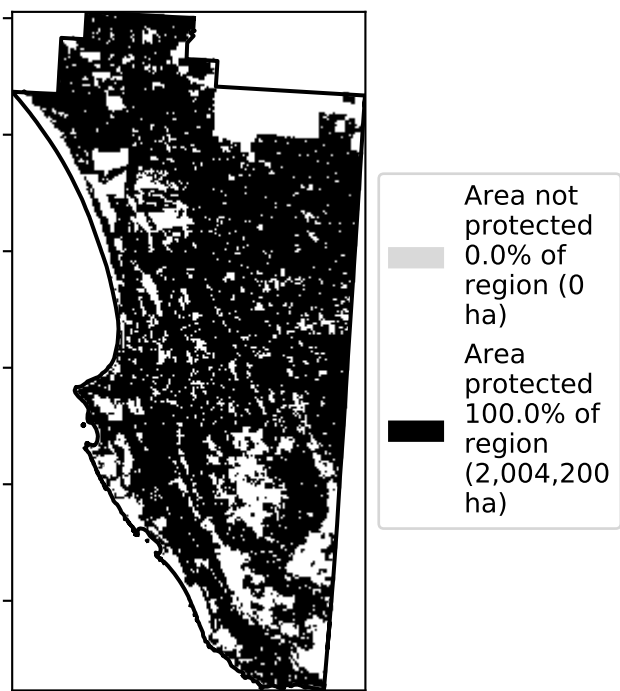 Area not
protected
0.0% of
region (0
ha)
Area
protected
100.0% of
region
(2,004,200
ha)